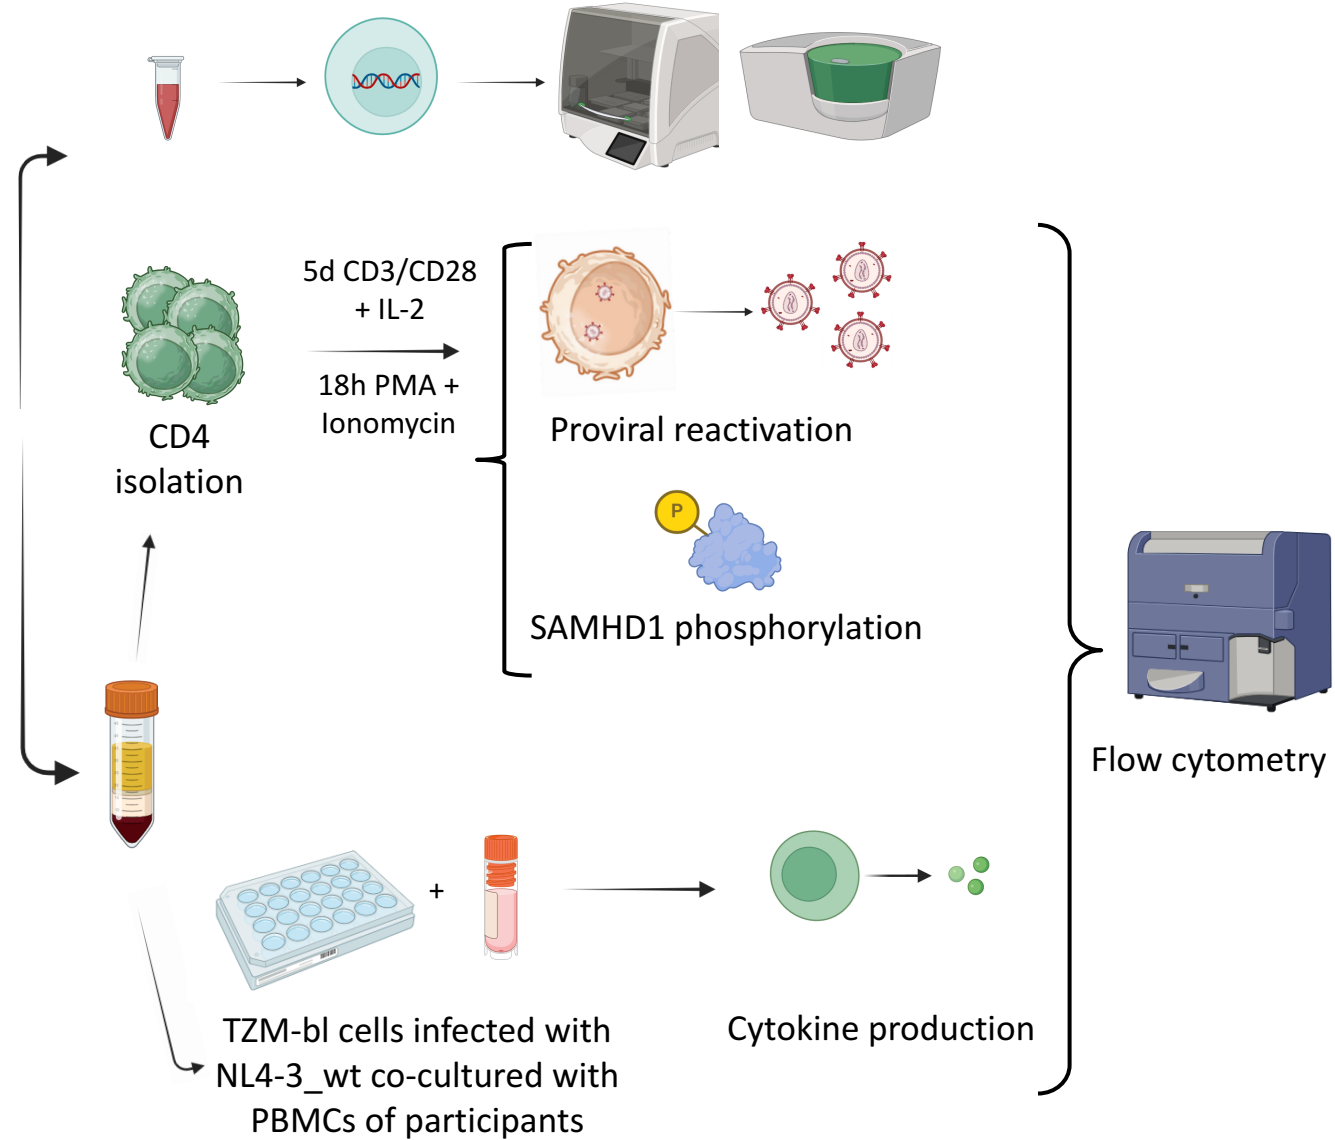 5d CD3/CD28
+ IL-2
18h PMA +
Ionomycin
CD4
isolation
Proviral reactivation
P
SAMHD1 phosphorylation
Flow cytometry
+
TZM-bl cells infected with
NL4-3_wt co-cultured with
PBMCs of participants
Cytokine production